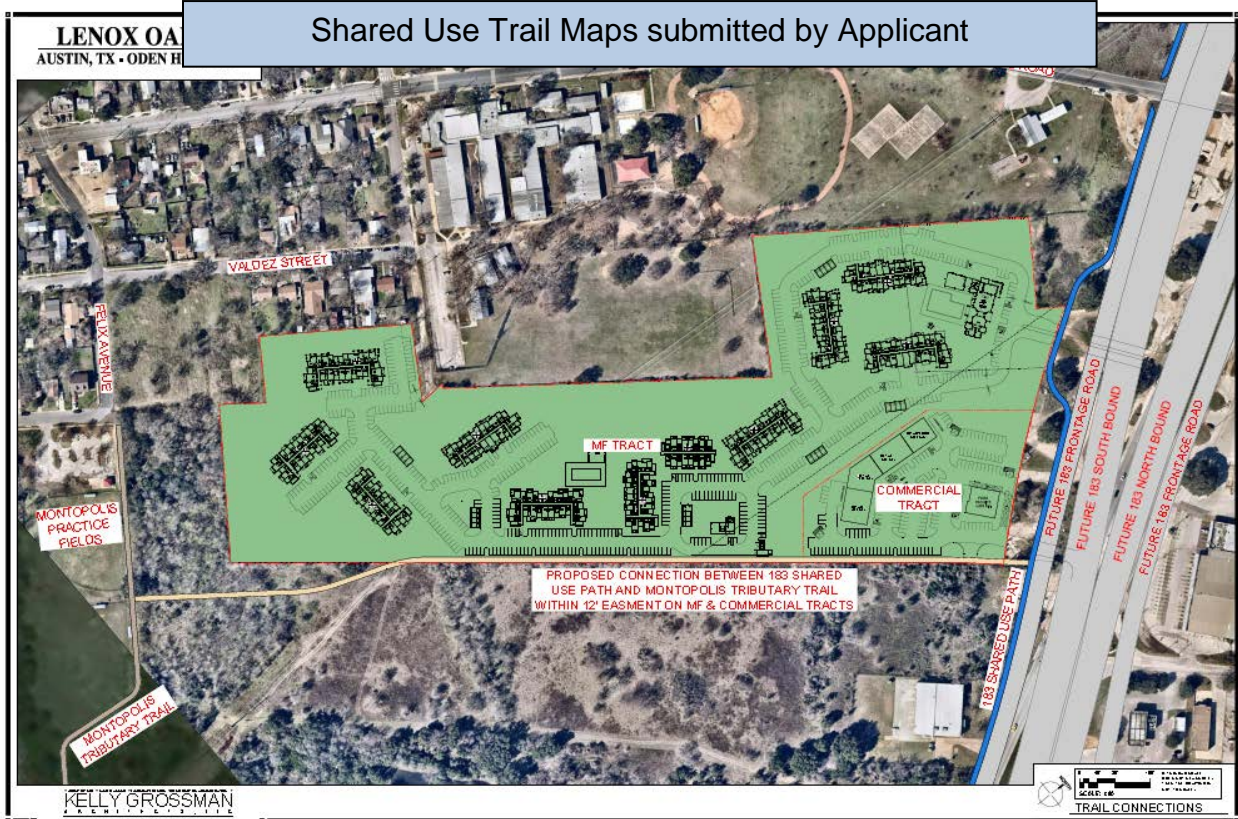 Shared Use Trail Maps submitted by Applicant
LENOX OA
AUSTIN, TX - ODEN H
ROAD
VALDEZ STREET
FELIX AVENUE
MONTOPOLIS
PRACTICE
FIELDS
MF TRACT
COMMERCIAL
TRACT
PROPOSED CONNECTION BETWEEN 183 SHARED
USE PATH AND MONTOPOLIS TRIBUTARY TRAIL
WITHIN 12' EASMENT ON MF & COMMERCIAL TRACTS
FUTURE 183 FRONTAGE ROAD
FUTURE 183 SOUTH BOUND
FUTURE 183 NORTH BOUND
FUTURE 183 FRONTAGE ROAD
183 SHARED USE PATH
MONTOPOLIS
TRIBUTARY TRAIL
KELLY GROSSMAN
TRAIL CONNECTIONS